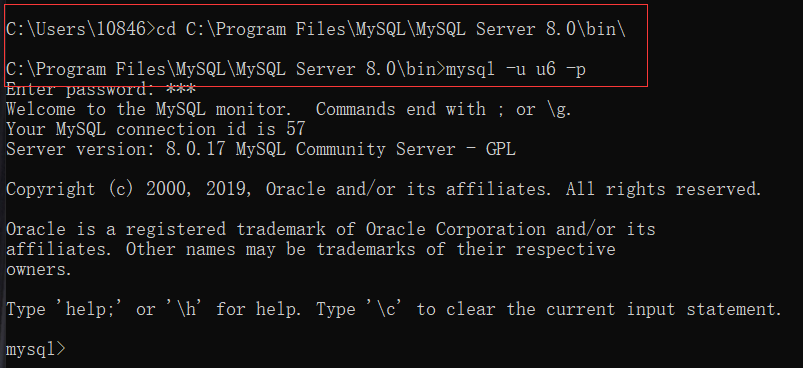 C:\Users\10846>cd C:\Program Files\MySQL\MySQL Server 8.0\bin\
C:\Program Files\MySQL\MySQL Server 8.0\bin>mysql -u u6 -p
Enter password: ***
Welcome to the MySQL monitor.  Commands end with ; or \g.
Your MySQL connection id is 57
Server version: 8.0.17 MySQL Community Server - GPL
Copyright (c) 2000, 2019, Oracle and/or its affiliates. All rights reserved.
Oracle is a registered trademark of Oracle Corporation and/or its
affiliates. Other names may be trademarks of their respective
owners.
Type 'help;' or '\h' for help. Type '\c' to clear the current input statement.
mysql>